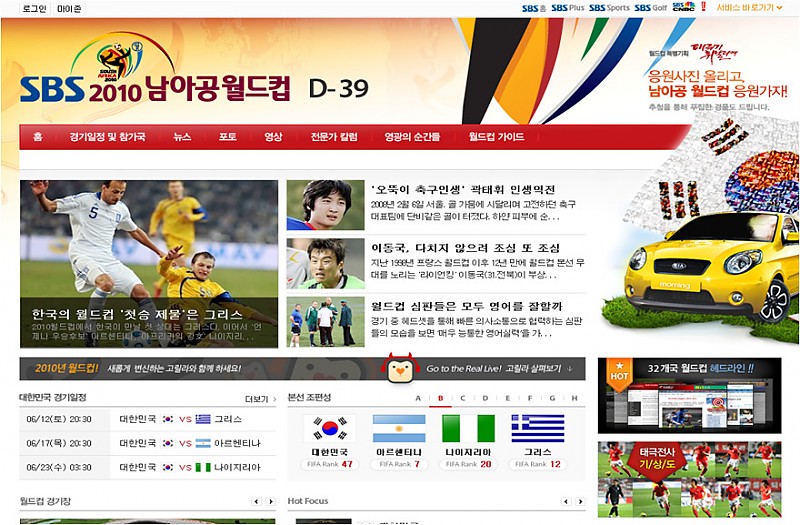 로그인 마이존
SBS 홈 SBS Plus SBS Sports SBS Golf SBS CNBC 서비스 바로가기
SOUTH AFRICA 2010
SBS 2010 남아공월드컵 D-39
월드컵 특별기획
응원사진 올리고,
남아공 월드컵 응원가자!
추첨을 통해 푸짐한 경품도 드립니다.
홈 경기일정 및 참가국 뉴스 포토 영상 전문가 칼럼 영광의 순간들 월드컵 가이드
'오뚝이 축구인생' 곽태휘 인생역전
2008년 2월 6일 서울. 골 가뭄에 시달리며 고전하던 축구
대표팀에 단비같은 골이 터졌다. 하얀 피부에 순...
이동국, 다치지 않으려 조심 또 조심
지난 1998년 프랑스 월드컵 이후 12년 만에 월드컵 본선 무
대를 노리는 '라이언킹' 이동국(31.전북)이 부상...
월드컵 심판들은 모두 영어를 잘할까
경기 중 헤드셋을 통해 빠른 의사소통으로 협력하는 심판
들의 모습을 보면 '매우 능통한 영어실력'을 가...
한국의 월드컵 '첫승 제물'은 그리스
2010월드컵에서 한국이 만날 첫 상대는 그리스다. 이어서 '언
제나 우승후보' 아르헨티나, '아프리카의 강호' 나이지리...
KIA
morning
2010년 월드컵! 새롭게 변신하는 고릴라와 함께 하세요!
Go to the Real Live! 고릴라 살펴보기
HOT
32개국 월드컵 헤드라인!
대한민국 경기일정 더보기
06/12(토) 20:30 대한민국 VS 그리스
06/17(목) 20:30 대한민국 VS 아르헨티나
06/23(수) 03:30 대한민국 VS 나이지리아
본선 조편성 A B C D E F G H
대한민국 아르헨티나 나이지리아 그리스
FIFA Rank 47 FIFA Rank 7 FIFA Rank 20 FIFA Rank 12
태극전사
기/상/도/
월드컵 경기장
Hot Focus